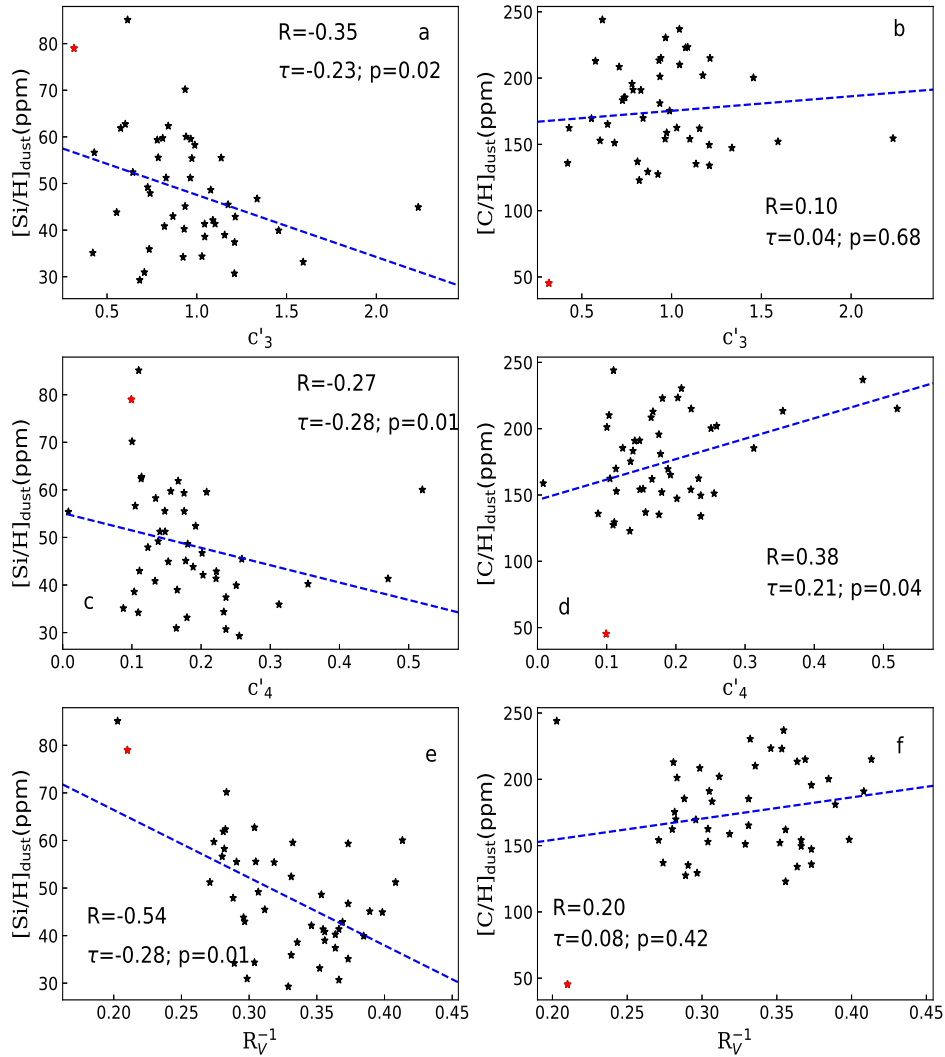 R=-0.35
a
τ=-0.23; p=0.02
[Si/H]dust(ppm)
80
70
60
50
40
30
0.5 1.0 1.5 2.0
c'3
b
R=0.10
τ=0.04; p=0.68
[C/H]dust(ppm)
250
200
150
100
50
0.5 1.0 1.5 2.0
c'3
R=-0.27
τ=-0.28; p=0.01
c
[Si/H]dust(ppm)
80
70
60
50
40
30
0.0 0.1 0.2 0.3 0.4 0.5
c'4
R=0.38
τ=0.21; p=0.04
d
[C/H]dust(ppm)
250
200
150
100
50
0.0 0.1 0.2 0.3 0.4 0.5
c'4
e
R=-0.54
τ=-0.28; p=0.01
[Si/H]dust(ppm)
80
70
60
50
40
30
0.20 0.25 0.30 0.35 0.40 0.45
R_V^-1
f
R=0.20
τ=0.08; p=0.42
[C/H]dust(ppm)
250
200
150
100
50
0.20 0.25 0.30 0.35 0.40 0.45
R_V^-1